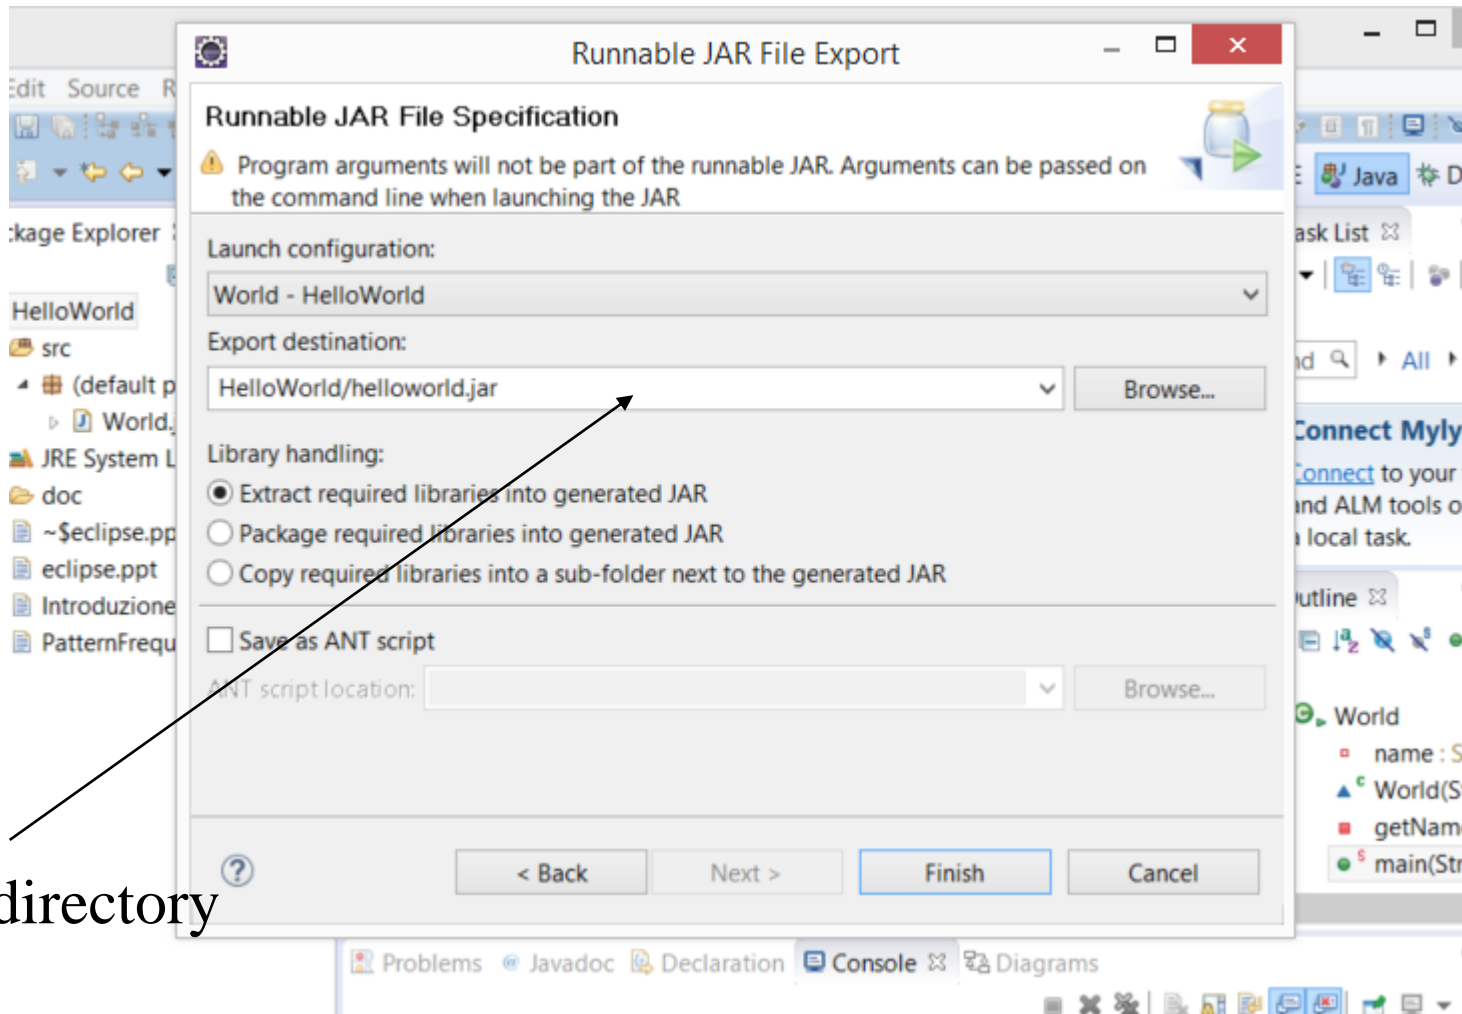 Runnable JAR File Export
Edit Source
Runnable JAR File Specification
Program arguments will not be part of the runnable JAR. Arguments can be passed on
the command line when launching the JAR
Java
Launch configuration:
World - HelloWorld
Export destination:
HelloWorld/helloworld.jar
Browse...
Library handling:
Extract required libraries into generated JAR
Package required libraries into generated JAR
Copy required libraries into a sub-folder next to the generated JAR
Save as ANT script
ANT script location:
Browse...
< Back
Next >
Finish
Cancel
Explorer
HelloWorld
src
(default
World.
JRE System
doc
~$eclipse.pp
eclipse.ppt
Introduzione
PatternFrequ
List
All
Connect Myly
Connect to your
and ALM tools
local task.
Outline
World
name :
World(S
getName
main(Str
directory
Problems
@ Javadoc
Declaration
Console
Diagrams